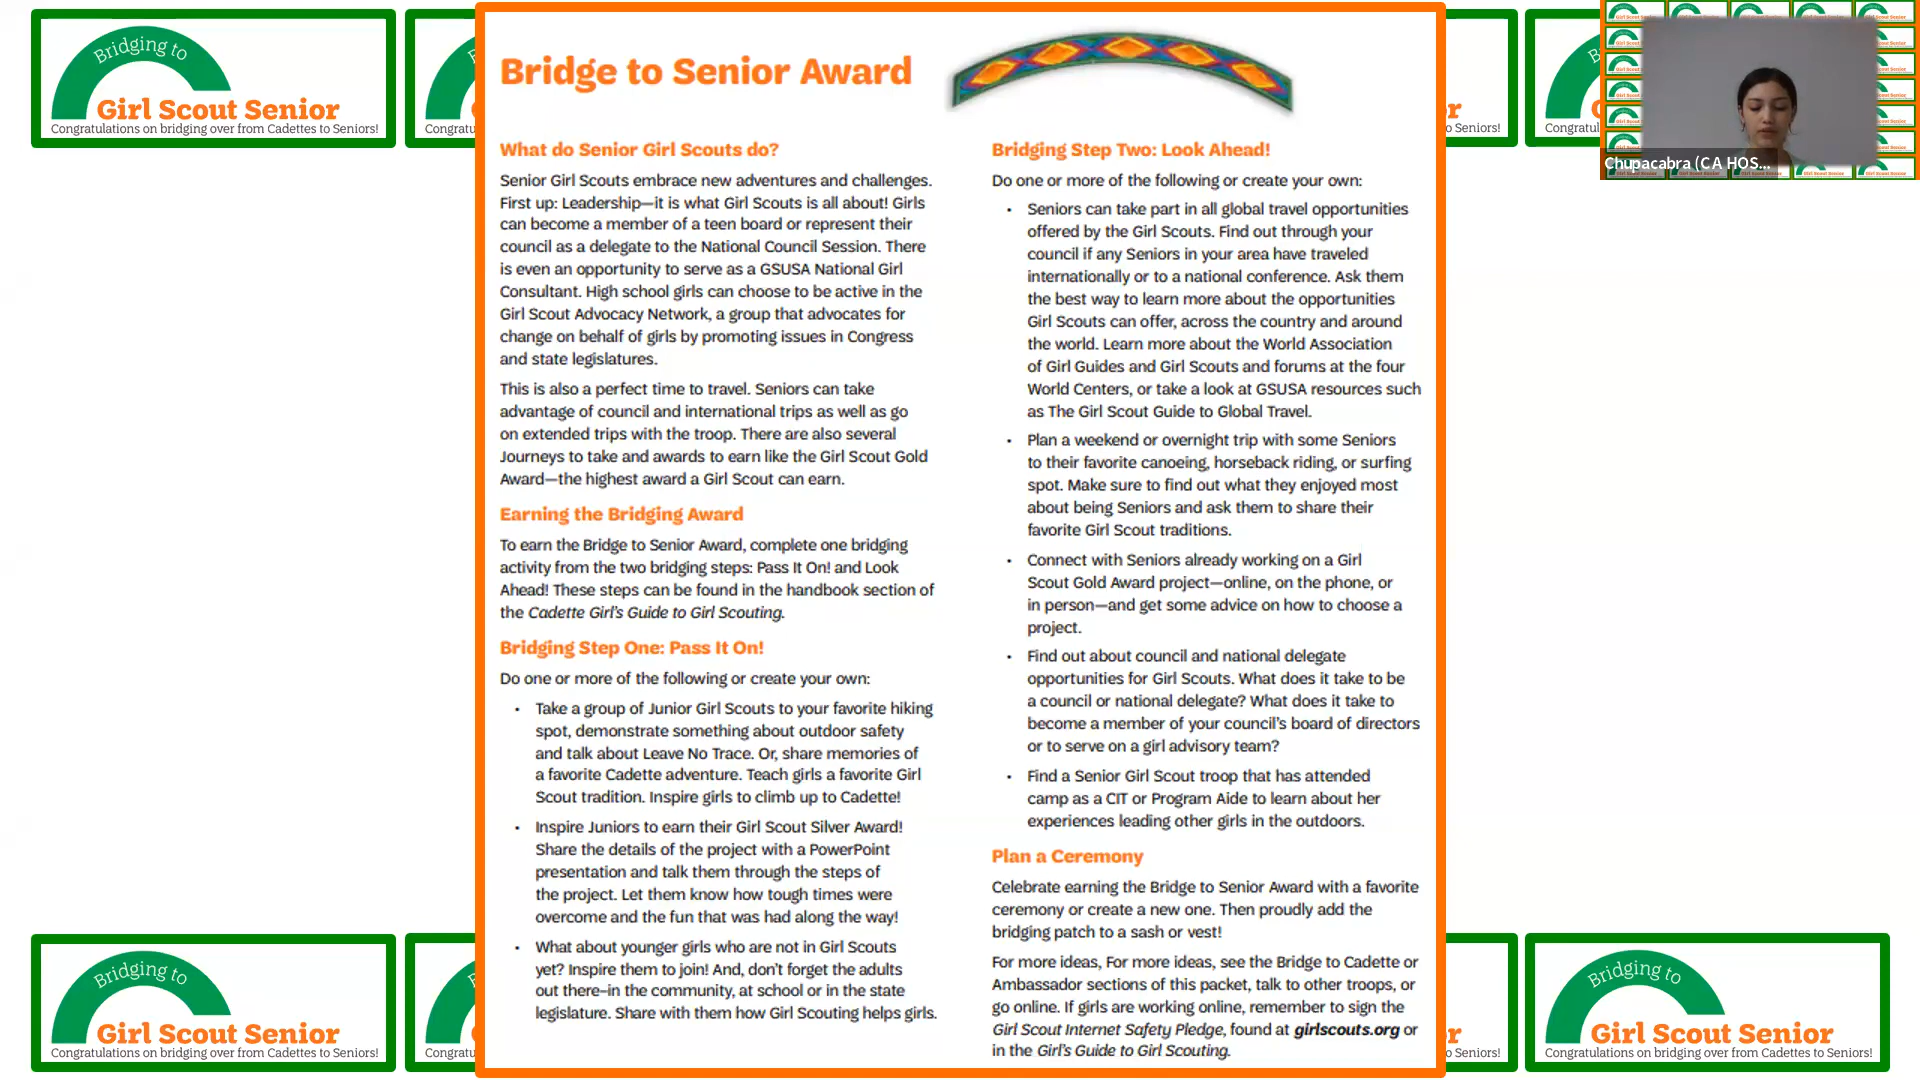 Bridging to
Girl Scout Senior
Congratulations on bridging over from Cadettes to Seniors!
Congratu
Bridge to Senior Award
What do Senior Girl Scouts do?
Senior Girl Scouts embrace new adventures and challenges.
First up: Leadership—it is what Girl Scouts is all about! Girls
can become a member of a teen board or represent their
council as a delegate to the National Council Session. There
is even an opportunity to serve as a GSUSA National Girl
Consultant. High school girls can choose to be active in the
Girl Scout Advocacy Network, a group that advocates for
change on behalf of girls by promoting issues in Congress
and state legislatures.
This is also a perfect time to travel. Seniors can take
advantage of council and international trips as well as go
on extended trips with the troop. There are also several
Journeys to take and awards to earn like the Girl Scout Gold
Award—the highest award a Girl Scout can earn.
Earning the Bridging Award
To earn the Bridge to Senior Award, complete one bridging
activity from the two bridging steps: Pass It On! and Look
Ahead! These steps can be found in the handbook section of
the Cadette Girl's Guide to Girl Scouting.
Bridging Step One: Pass It On!
Do one or more of the following or create your own:
• Take a group of Junior Girl Scouts to your favorite hiking
spot, demonstrate something about outdoor safety
and talk about Leave No Trace. Or, share memories of
a favorite Cadette adventure. Teach girls a favorite Girl
Scout tradition. Inspire girls to climb up to Cadette!
• Inspire Juniors to earn their Girl Scout Silver Award!
Share the details of the project with a PowerPoint
presentation and talk them through the steps of
the project. Let them know how tough times were
overcome and the fun that was had along the way!
• What about younger girls who are not in Girl Scouts
yet? Inspire them to join! And, don't forget the adults
out there–in the community, at school or in the state
legislature. Share with them how Girl Scouting helps girls.
Bridging Step Two: Look Ahead!
Do one or more of the following or create your own:
• Seniors can take part in all global travel opportunities
offered by the Girl Scouts. Find out through your
council if any Seniors in your area have traveled
internationally or to a national conference. Ask them
the best way to learn more about the opportunities
Girl Scouts can offer, across the country and around
the world. Learn more about the World Association
of Girl Guides and Girl Scouts and forums at the four
World Centers, or take a look at GSUSA resources such
as The Girl Scout Guide to Global Travel.
• Plan a weekend or overnight trip with some Seniors
to their favorite canoeing, horseback riding, or surfing
spot. Make sure to find out what they enjoyed most
about being Seniors and ask them to share their
favorite Girl Scout traditions.
• Connect with Seniors already working on a Girl
Scout Gold Award project—online, on the phone, or
in person—and get some advice on how to choose a
project.
• Find out about council and national delegate
opportunities for Girl Scouts. What does it take to be
a council or national delegate? What does it take to
become a member of your council's board of directors
or to serve on a girl advisory team?
• Find a Senior Girl Scout troop that has attended
camp as a CIT or Program Aide to learn about her
experiences leading other girls in the outdoors.
Plan a Ceremony
Celebrate earning the Bridge to Senior Award with a favorite
ceremony or create a new one. Then proudly add the
bridging patch to a sash or vest!
For more ideas, For more ideas, see the Bridge to Cadette or
Ambassador sections of this packet, talk to other troops, or
go online. If girls are working online, remember to sign the
Girl Scout Internet Safety Pledge, found at girlscouts.org or
in the Girl's Guide to Girl Scouting.
r
o Seniors!
Congratul
Chupacabra (CA HOS...
Bridging to
Girl Scout Senior
Congratulations on bridging over from Cadettes to Seniors!
Congratu
r
o Seniors!
Bridging to
Girl Scout Senior
Congratulations on bridging over from Cadettes to Seniors!